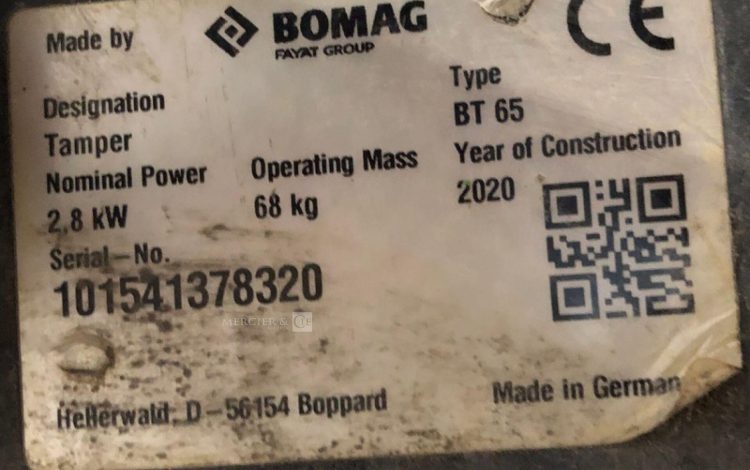 Made by BOMAG
FAYAT GROUP
CE
Designation
Type
Tamper
BT 65
Nominal Power
Operating Mass
Year of Construction
2,8 kW
68 kg
2020
Serial-No.
101541378320
MERCIER & Cie
Hellerwald, D-56154 Boppard
Made in German